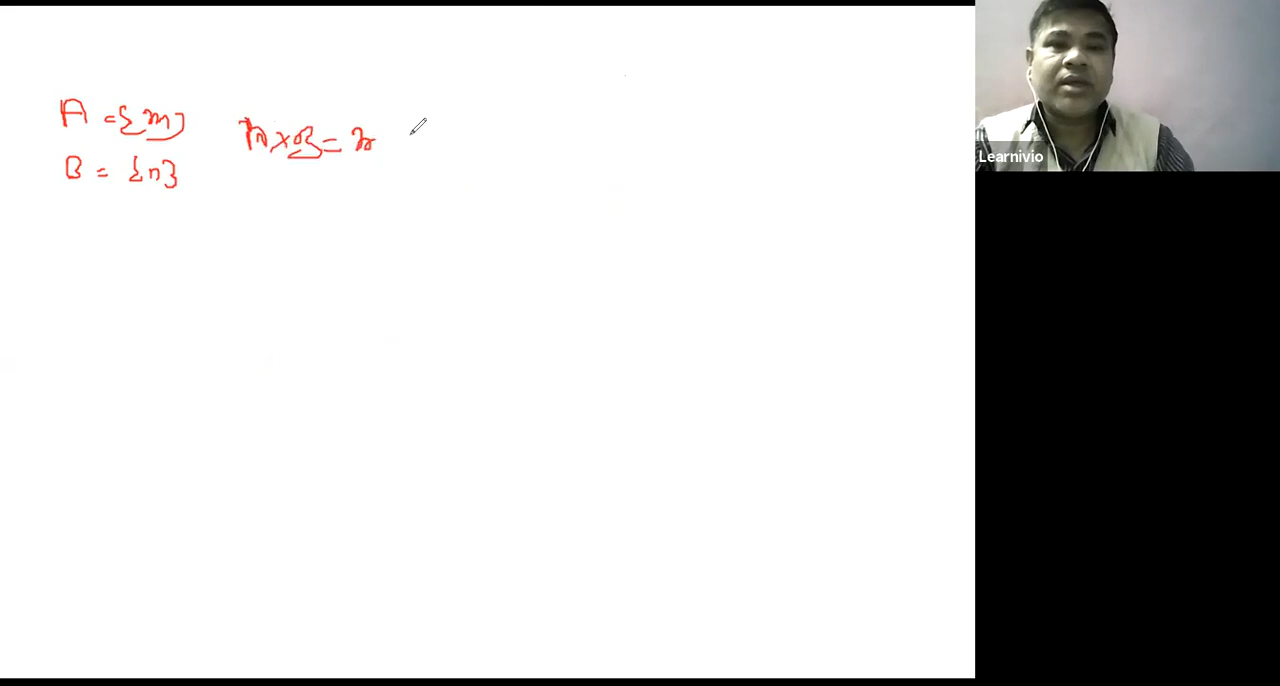 A = {m}
B = {n}
A×B =
Learnivio